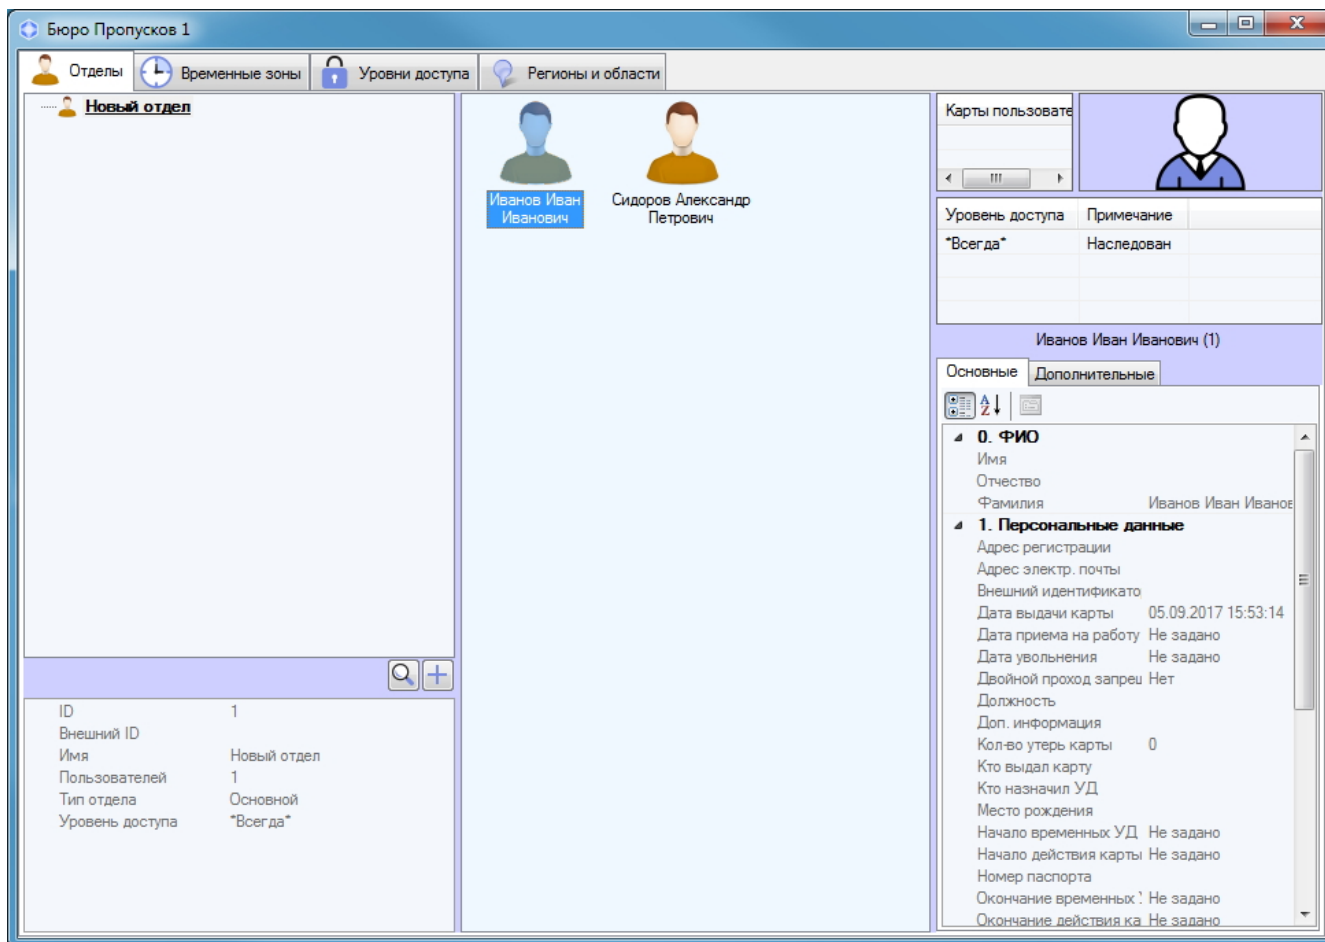 Бюро Пропусков 1
Отделы
Временные зоны
Уровни доступа
Регионы и области
Новый отдел
Иванов Иван
Иванович
Сидоров Александр
Петрович
Карты пользовате
Уровень доступа Примечание
*Всегда* Наследован
Иванов Иван Иванович (1)
Основные
Дополнительные
0. ФИО
Имя
Отчество
Фамилия Иванов Иван Иванов
1. Персональные данные
Адрес регистрации
Адрес электр. почты
Внешний идентификато
Дата выдачи карты 05.09.2017 15:53:14
Дата приема на работу Не задано
Дата увольнения Не задано
Двойной проход запрещ Нет
Должность
Доп. информация
Кол-во утерь карты 0
Кто выдал карту
Кто назначил УД
Место рождения
Начало временных УД Не задано
Начало действия карты Не задано
Номер паспорта
Окончание временных У Не задано
Окончание действия ка Не задано
ID 1
Внешний ID
Имя Новый отдел
Пользователей 1
Тип отдела Основной
Уровень доступа *Всегда*